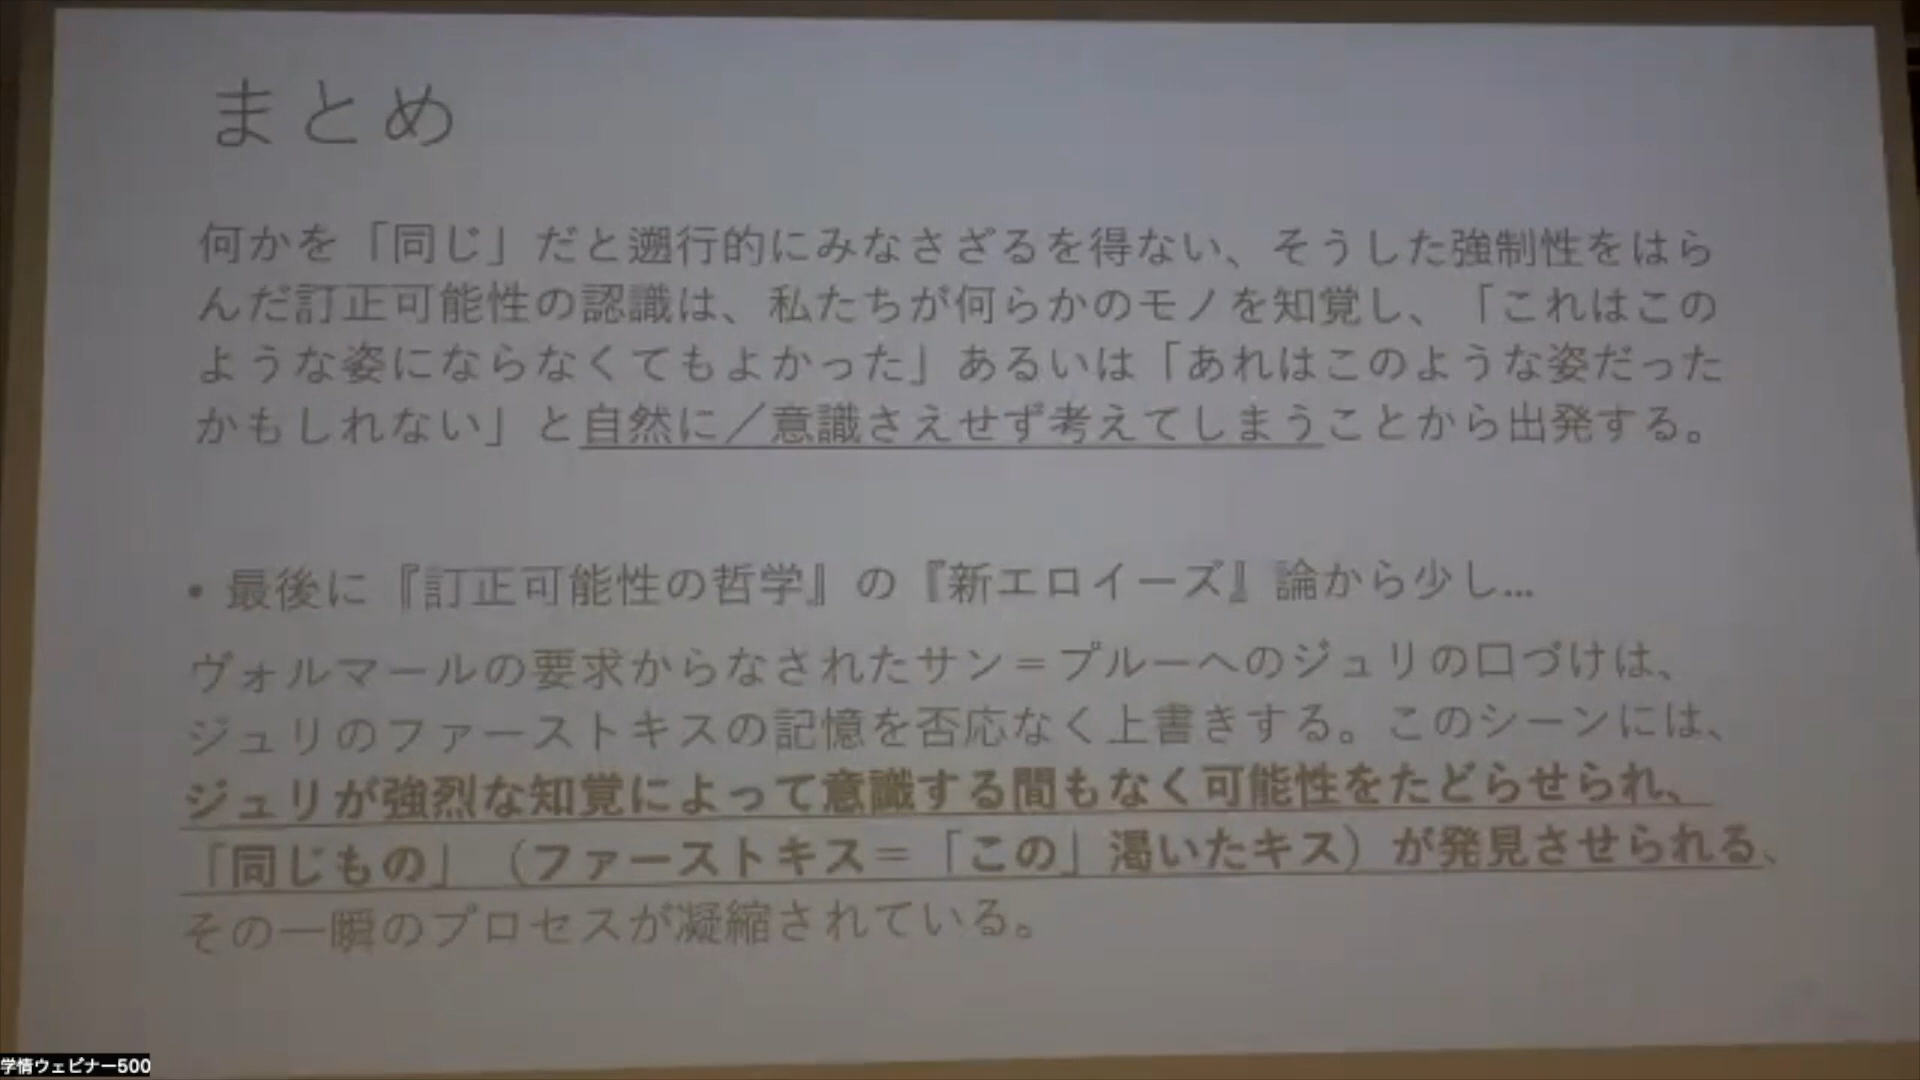 まとめ
何かを「同じ」だと遡行的にみなさざるを得ない、そうした強制性をはら
んだ訂正可能性の認識は、私たちが何らかのモノを知覚し、「これはこの
ような姿にならなくてもよかった」あるいは「あれはこのような姿だった
かもしれない」と自然に／意識さえせず考えてしまうことから出発する。
• 最後に『訂正可能性の哲学』の『新エロイーズ』論から少し…
ヴォルマールの要求からなされたサン＝プルーへのジュリの口づけは、
ジュリのファーストキスの記憶を否応なく上書きする。このシーンには、
ジュリが強烈な知覚によって意識する間もなく可能性をたどらせられ、
「同じもの」（ファーストキス＝「この」渇いたキス）が発見させられる、
その一瞬のプロセスが凝縮されている。
学情ウェビナー500